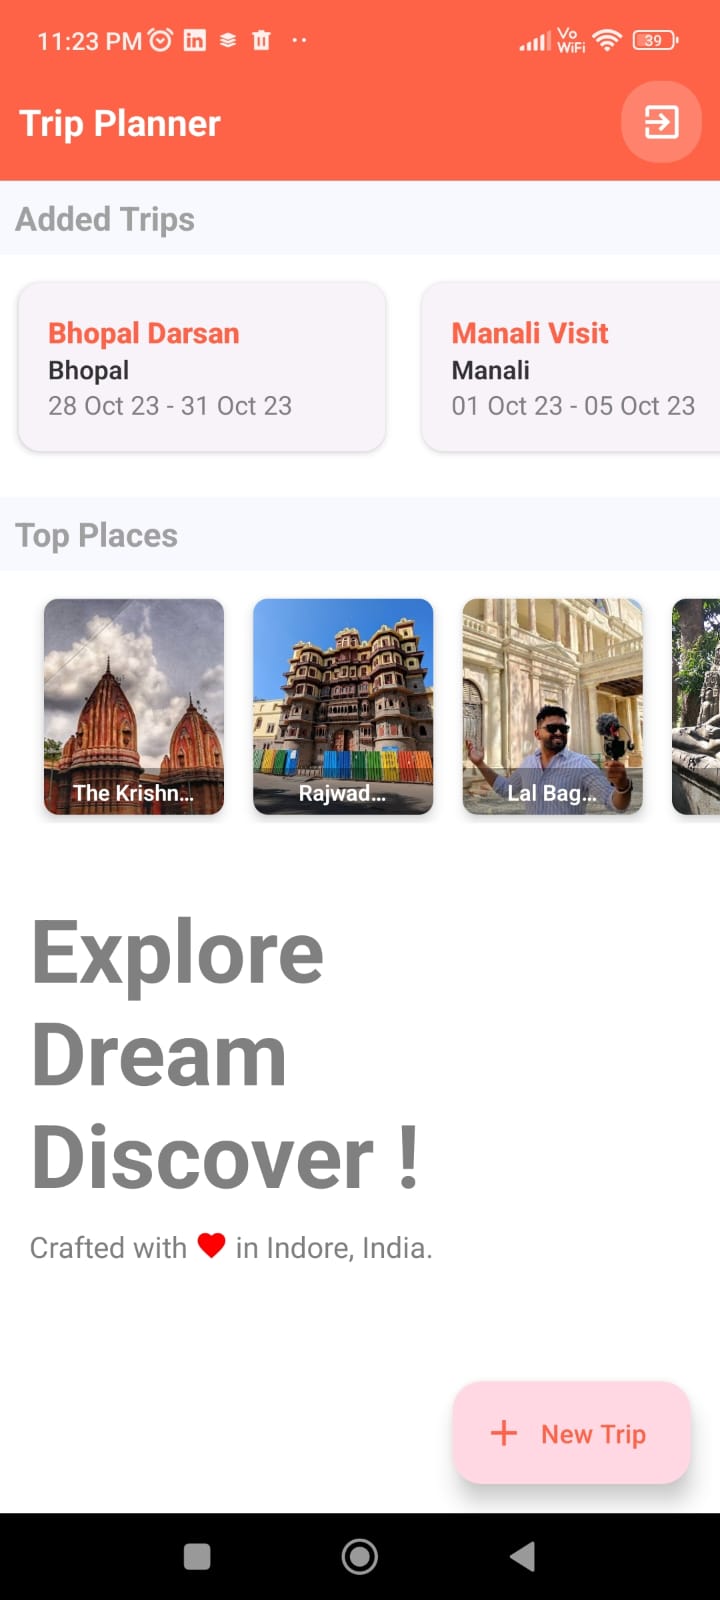 11:23 PM
Vo
WiFi
39
Trip Planner
Added Trips
Bhopal Darsan
Bhopal
28 Oct 23 - 31 Oct 23
Manali Visit
Manali
01 Oct 23 - 05 Oct 23
Top Places
The Krishn...
Rajwad...
Lal Bag...
Explore
Dream
Discover !
Crafted with ❤ in Indore, India.
+ New Trip